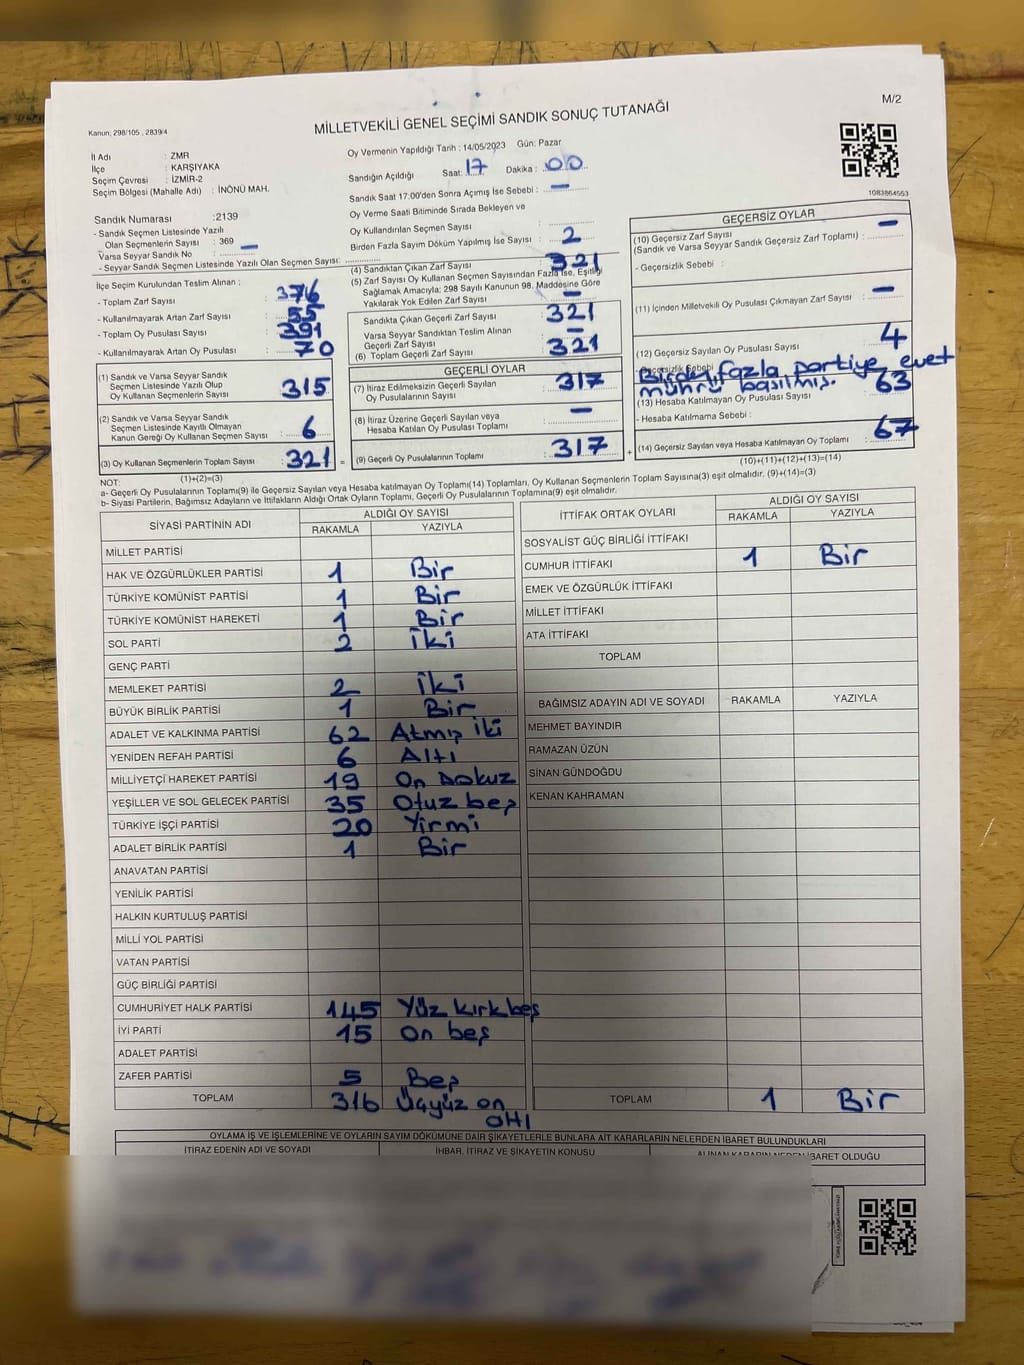 M/2
Kanun; 298/105 , 2839/4
MİLLETVEKİLİ GENEL SEÇİMİ SANDIK SONUÇ TUTANAĞI
İl Adı : ZMR
İlçe : KARŞIYAKA
Seçim Çevresi : İZMİR-2
Seçim Bölgesi (Mahalle Adı) : İNÖNÜ MAH.
Sandık Numarası :2139
- Sandık Seçmen Listesinde Yazılı
Olan Seçmenlerin Sayısı : 369
Varsa Seyyar Sandık No : —
- Seyyar Sandık Seçmen Listesinde Yazılı Olan Seçmen Sayısı:
Oy Vermenin Yapıldığı Tarih : 14/05/2023 Gün: Pazar
Sandığın Açıldığı Saat: 17 Dakika : 00
Sandık Saat 17:00'den Sonra Açımış İse Sebebi : —
Oy Verme Saati Bitiminde Sırada Bekleyen ve
Oy Kullandırılan Seçmen Sayısı :
Birden Fazla Sayım Döküm Yapılmış İse Sayısı : 2
1083864553
İlçe Seçim Kurulundan Teslim Alınan :
- Toplam Zarf Sayısı : 376
- Kullanılmayarak Artan Zarf Sayısı : 55
- Toplam Oy Pusulası Sayısı : 391
- Kullanılmayarak Artan Oy Pusulası : 70
(1) Sandık ve Varsa Seyyar Sandık
Seçmen Listesinde Yazılı Olup
Oy Kullanan Seçmenlerin Sayısı : 315
(2) Sandık ve Varsa Seyyar Sandık
Seçmen Listesinde Kayıtlı Olmayan
Kanun Gereği Oy Kullanan Seçmen Sayısı : 6
(3) Oy Kullanan Seçmenlerin Toplam Sayısı : 321
(1)+(2)=(3)
(4) Sandıktan Çıkan Zarf Sayısı : 321
(5) Zarf Sayısı Oy Kullanan Seçmen Sayısından Fazla İse, Eşitliği
Sağlamak Amacıyla; 298 Sayılı Kanunun 98. Maddesine Göre
Yakılarak Yok Edilen Zarf Sayısı : —
Sandıkta Çıkan Geçerli Zarf Sayısı : 321
Varsa Seyyar Sandıktan Teslim Alınan
Geçerli Zarf Sayısı : —
(6) Toplam Geçerli Zarf Sayısı : 321
GEÇERLİ OYLAR
(7) İtiraz Edilmeksizin Geçerli Sayılan
Oy Pusulalarının Sayısı : 317
(8) İtiraz Üzerine Geçerli Sayılan veya
Hesaba Katılan Oy Pusulası Toplamı : —
(9) Geçerli Oy Pusulalarının Toplamı : 317
GEÇERSİZ OYLAR
(10) Geçersiz Zarf Sayısı
(Sandık ve Varsa Seyyar Sandık Geçersiz Zarf Toplamı) : —
- Geçersizlik Sebebi :
(11) İçinden Milletvekili Oy Pusulası Çıkmayan Zarf Sayısı : —
(12) Geçersiz Sayılan Oy Pusulası Sayısı : 4
Geçersizlik Sebebi
Birden fazla partiye evet
mührü basılmış.
(13) Hesaba Katılmayan Oy Pusulası Sayısı : 63
- Hesaba Katılmama Sebebi :
(14) Geçersiz Sayılan veya Hesaba Katılmayan Oy Toplamı : 67
(10)+(11)+(12)+(13)=(14)
NOT:
a- Geçerli Oy Pusulalarının Toplamı(9) ile Geçersiz Sayılan veya Hesaba Katılmayan Oy Toplamı(14) Toplamları, Oy Kullanan Seçmenlerin Toplam Sayısına(3) eşit olmalıdır. (9)+(14)=(3)
b- Siyasi Partilerin, Bağımsız Adayların ve İttifakların Aldığı Ortak Oyların Toplamı, Geçerli Oy Pusulalarının Toplamına(9) eşit olmalıdır.
SİYASİ PARTİNİN ADI ALDIĞI OY SAYISI
RAKAMLA YAZIYLA
MİLLET PARTİSİ
HAK VE ÖZGÜRLÜKLER PARTİSİ 1 Bir
TÜRKİYE KOMÜNİST PARTİSİ 1 Bir
TÜRKİYE KOMÜNİST HAREKETİ 1 Bir
SOL PARTİ 2 iki
GENÇ PARTİ
MEMLEKET PARTİSİ 2 iki
BÜYÜK BİRLİK PARTİSİ 1 Bir
ADALET VE KALKINMA PARTİSİ 62 Atmış iki
YENİDEN REFAH PARTİSİ 6 Altı
MİLLİYETÇİ HAREKET PARTİSİ 19 On Dokuz
YEŞİLLER VE SOL GELECEK PARTİSİ 35 Otuz beş
TÜRKİYE İŞÇİ PARTİSİ 20 Yirmi
ADALET BİRLİK PARTİSİ 1 Bir
ANAVATAN PARTİSİ
YENİLİK PARTİSİ
HALKIN KURTULUŞ PARTİSİ
MİLLİ YOL PARTİSİ
VATAN PARTİSİ
GÜÇ BİRLİĞİ PARTİSİ
CUMHURİYET HALK PARTİSİ 145 Yüz kırk beş
İYİ PARTİ 15 on beş
ADALET PARTİSİ
ZAFER PARTİSİ 5 Beş
TOPLAM 316 Üçyüz on
altı
İTTİFAK ORTAK OYLARI ALDIĞI OY SAYISI
RAKAMLA YAZIYLA
SOSYALİST GÜÇ BİRLİĞİ İTTİFAKI
CUMHUR İTTİFAKI 1 Bir
EMEK VE ÖZGÜRLÜK İTTİFAKI
MİLLET İTTİFAKI
ATA İTTİFAKI
TOPLAM
BAĞIMSIZ ADAYIN ADI VE SOYADI RAKAMLA YAZIYLA
MEHMET BAYINDIR
RAMAZAN ÜZÜN
SİNAN GÜNDOĞDU
KENAN KAHRAMAN
TOPLAM 1 Bir
OYLAMA İŞ VE İŞLEMLERİNE VE OYLARIN SAYIM DÖKÜMÜNE DAİR ŞİKAYETLERLE BUNLARA AİT KARARLARIN NELERDEN İBARET BULUNDUKLARI
İTİRAZ EDENİN ADI VE SOYADI İHBAR, İTİRAZ VE ŞİKAYETİN KONUSU ALINAN KARARIN NEDEN İBARET OLDUĞU